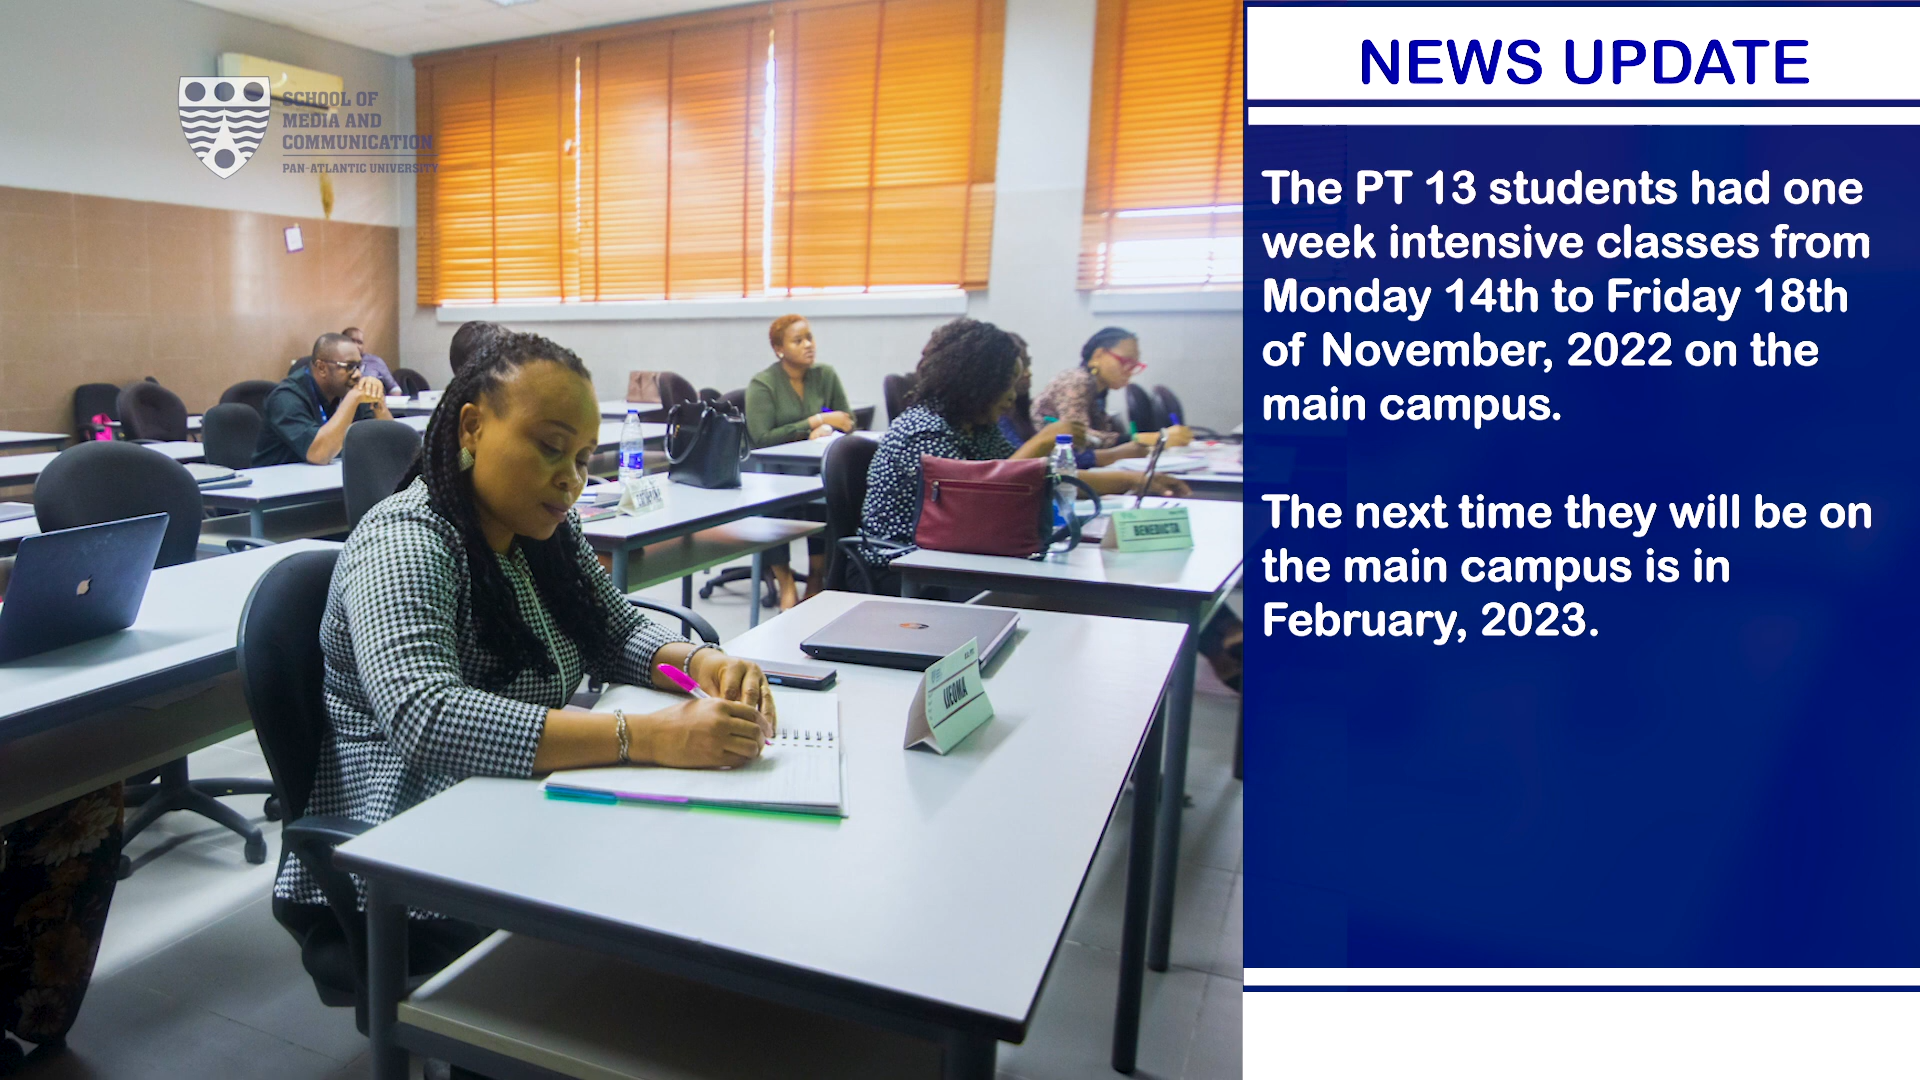 SCHOOL OF
MEDIA AND
COMMUNICATION
PAN-ATLANTIC UNIVERSITY
NEWS UPDATE
The PT 13 students had one
week intensive classes from
Monday 14th to Friday 18th
of November, 2022 on the
main campus.
The next time they will be on
the main campus is in
February, 2023.
BENEDICTA
IJEOMA